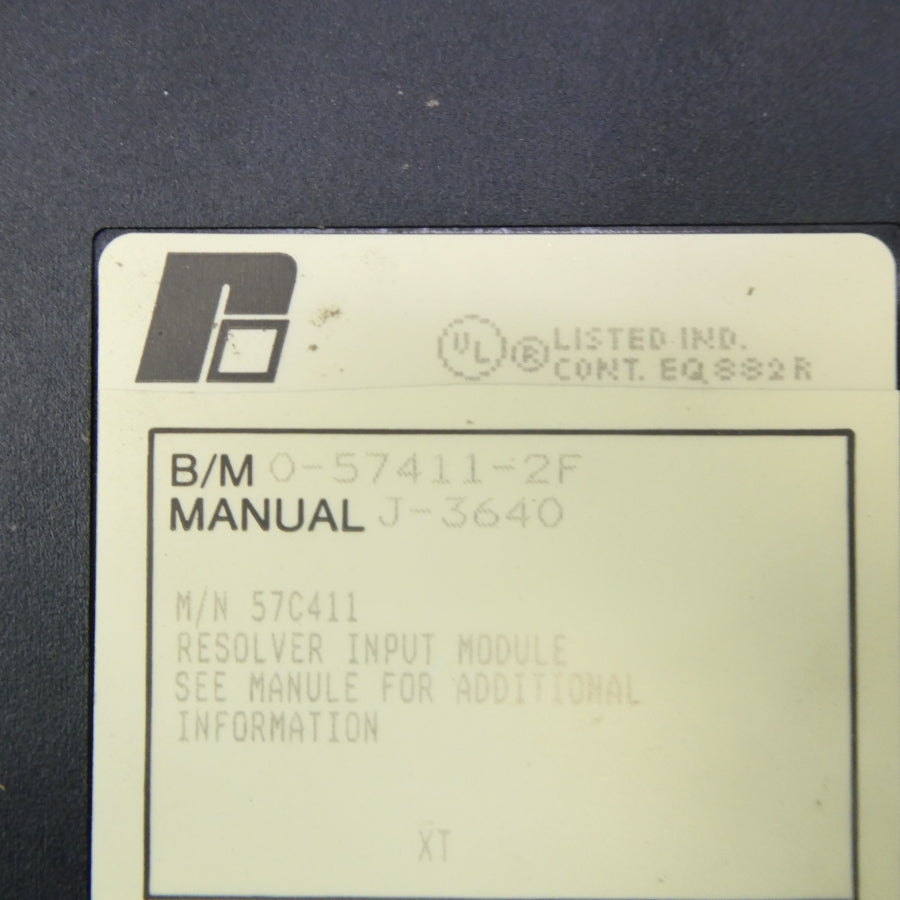 UL ® LISTED IND.
CONT. EQ 882R
B/M 0-57411-2F
MANUAL J-3640
M/N 57C411
RESOLVER INPUT MODULE
SEE MANULE FOR ADDITIONAL
INFORMATION
XT